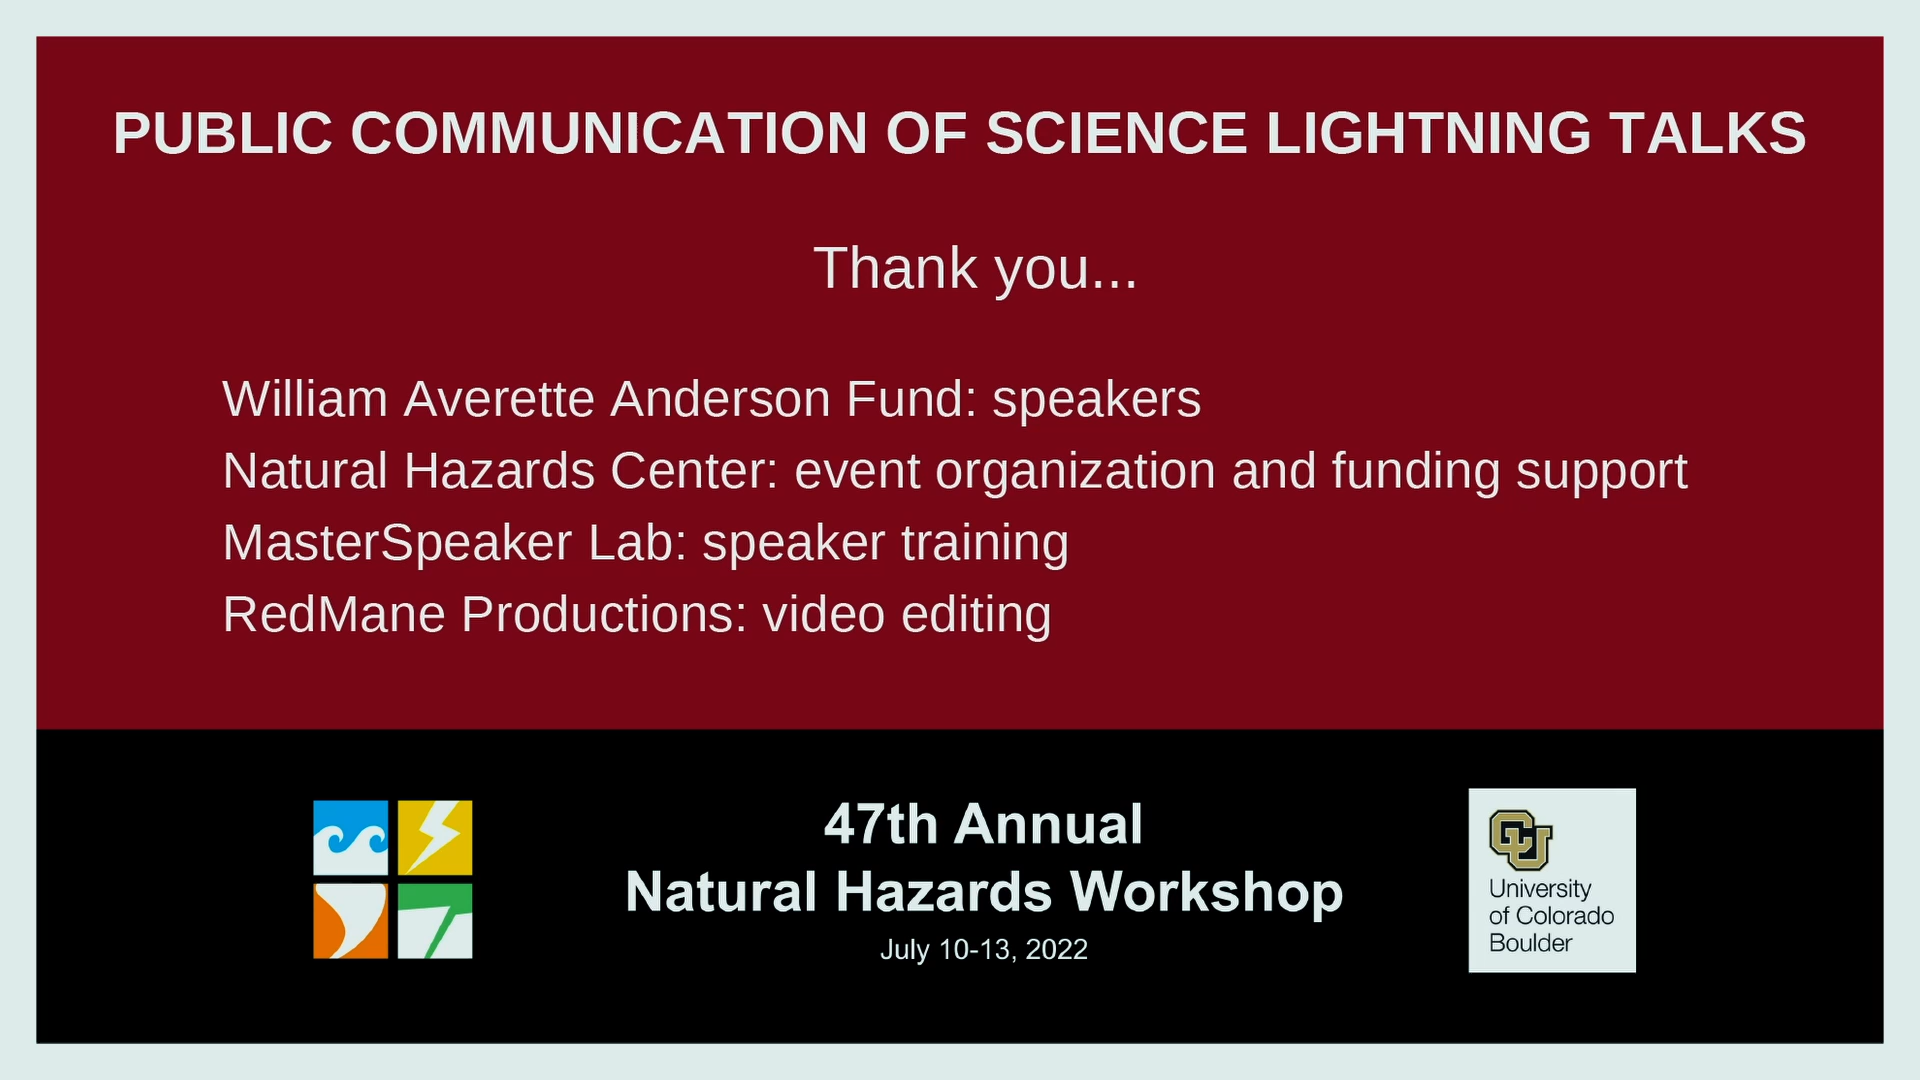 PUBLIC COMMUNICATION OF SCIENCE LIGHTNING TALKS
Thank you...
William Averette Anderson Fund: speakers
Natural Hazards Center: event organization and funding support
MasterSpeaker Lab: speaker training
RedMane Productions: video editing
47th Annual
Natural Hazards Workshop
July 10-13, 2022
CU
University
of Colorado
Boulder